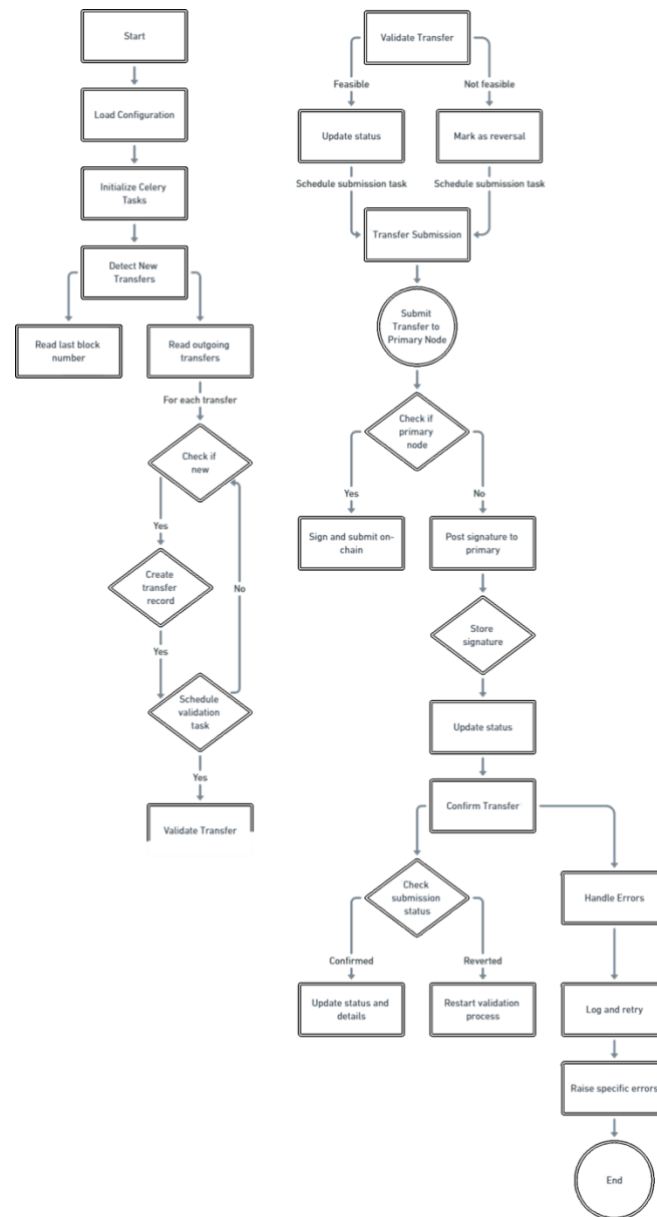 Start
Load Configuration
Initialize Celery
Tasks
Detect New
Transfers
Read last block
number
Read outgoing
transfers
For each transfer
Check if
new
Yes
Create
transfer
record
No
Yes
Schedule
validation
task
Yes
Validate Transfer
Validate Transfer
Feasible
Not feasible
Update status
Mark as reversal
Schedule submission task
Schedule submission task
Transfer Submission
Submit
Transfer to
Primary Node
Check if
primary
node
Yes
No
Sign and submit on-
chain
Post signature to
primary
Store
signature
Update status
Confirm Transfer
Check
submission
status
Handle Errors
Confirmed
Reverted
Update status and
details
Restart validation
process
Log and retry
Raise specific errors
End